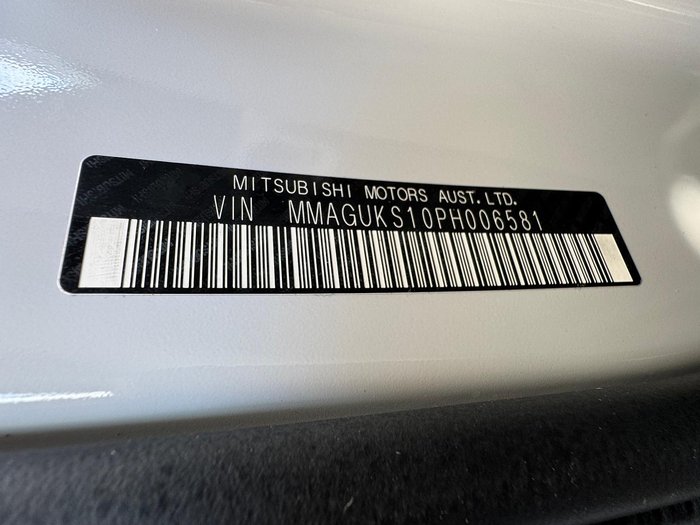 MITSUBISHI MOTORS AUST. LTD.
VIN MMAGUKS10PH006581